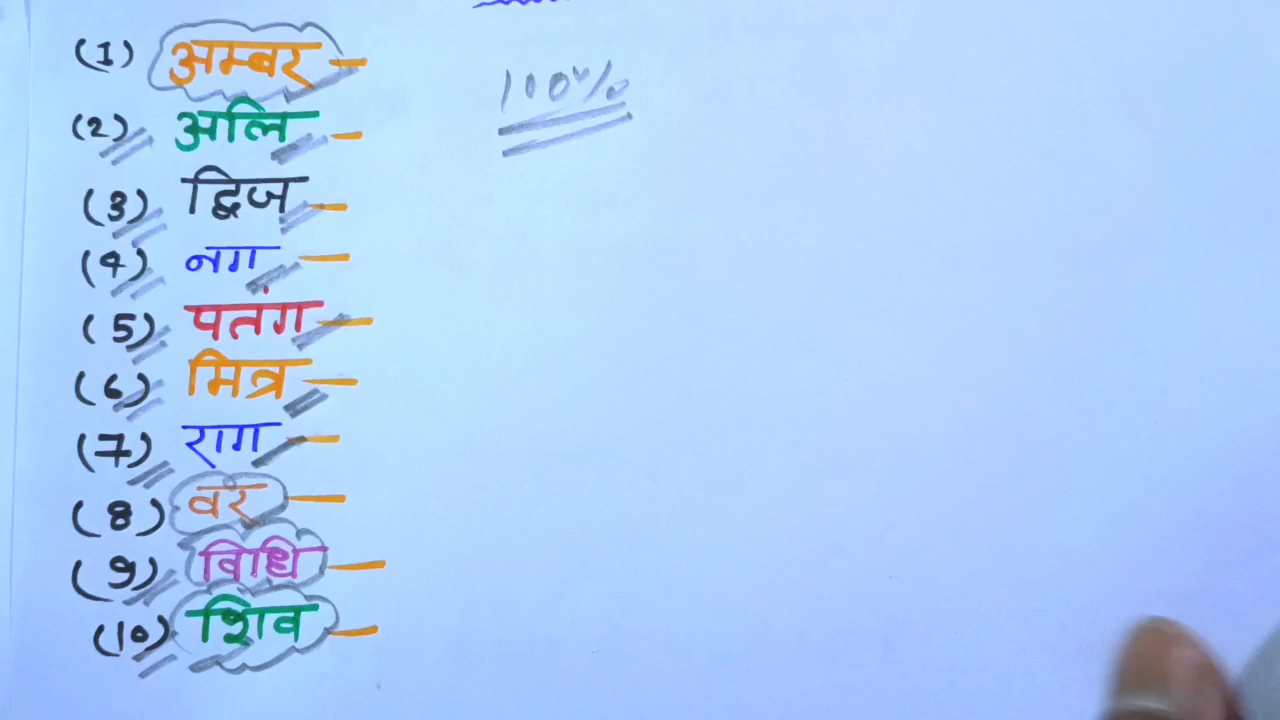 (1) अम्बर –
100%
(2) अलि –
(3) द्विज –
(4) नग –
(5) पतंग –
(6) मित्र –
(7) राग –
(8) वर –
(9) विधि –
(10) शिव –